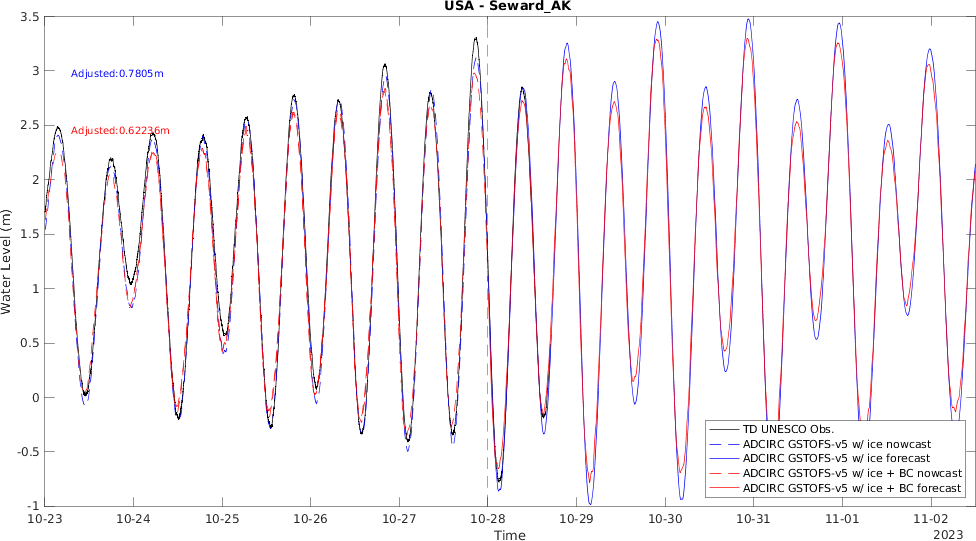 USA - Seward_AK
3.5
3
2.5
2
1.5
1
0.5
0
-0.5
-1
Water Level (m)
Adjusted:0.7805m
Adjusted:0.62236m
TD UNESCO Obs.
ADCIRC GSTOFS-v5 w/ ice nowcast
ADCIRC GSTOFS-v5 w/ ice forecast
ADCIRC GSTOFS-v5 w/ ice + BC nowcast
ADCIRC GSTOFS-v5 w/ ice + BC forecast
10-23 10-24 10-25 10-26 10-27 10-28 10-29 10-30 10-31 11-01 11-02
Time
2023